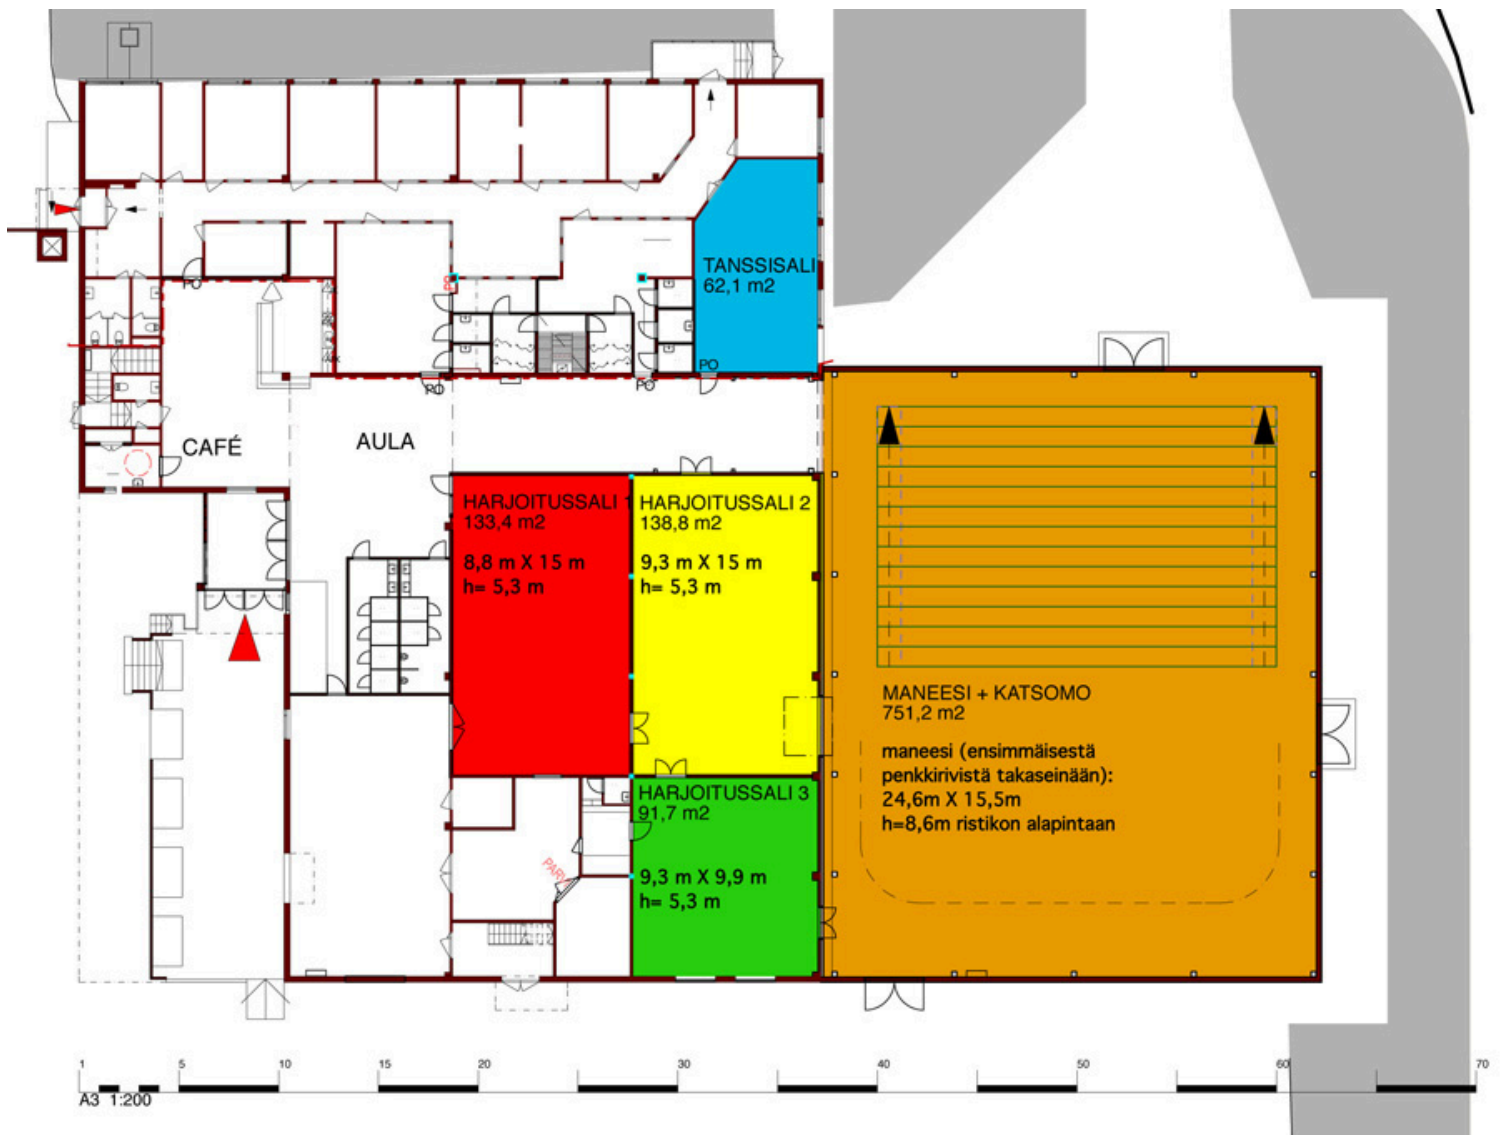 TANSSISALI
62,1 m2
PO
PO
PO
PO
PO
CAFÉ
AULA
HARJOITUSSALI 1
133,4 m2
8,8 m X 15 m
h= 5,3 m
HARJOITUSSALI 2
138,8 m2
9,3 m X 15 m
h= 5,3 m
MANEESI + KATSOMO
751,2 m2
maneesi (ensimmäisestä
penkkirivistä takaseinään):
24,6m X 15,5m
h=8,6m ristikon alapintaan
HARJOITUSSALI 3
91,7 m2
9,3 m X 9,9 m
h= 5,3 m
PARVI
1 5 10 15 20 30 40 50 60 70
A3 1:200